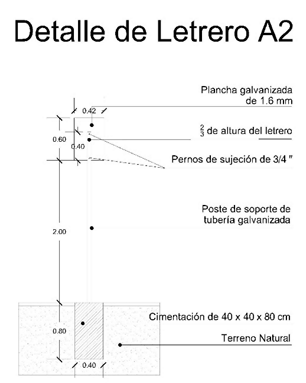 Detalle de Letrero A2
Plancha galvanizada
de 1.6 mm
0.42
0.60
2/3 de altura del letrero
0.40
Pernos de sujeción de 3/4 "
Poste de soporte de
tubería galvanizada
2.00
Cimentación de 40 x 40 x 80 cm
0.80
Terreno Natural
0.40